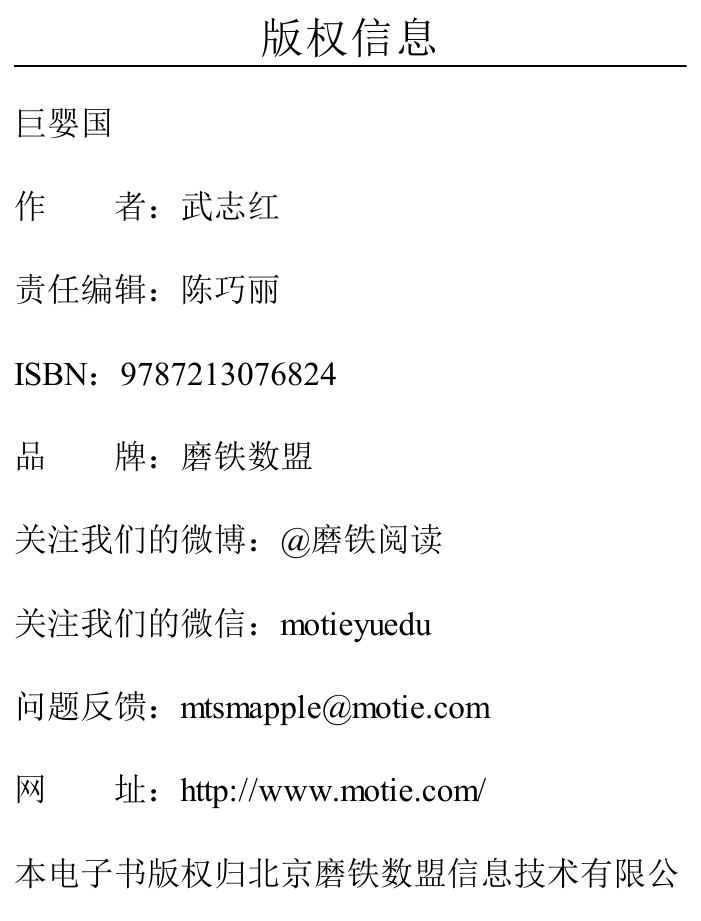 版权信息
巨婴国
作　　者：武志红
责任编辑：陈巧丽
ISBN：9787213076824
品　　牌：磨铁数盟
关注我们的微博：@磨铁阅读
关注我们的微信：motieyuedu
问题反馈：mtsmapple@motie.com
网　　址：http://www.motie.com/
本电子书版权归北京磨铁数盟信息技术有限公